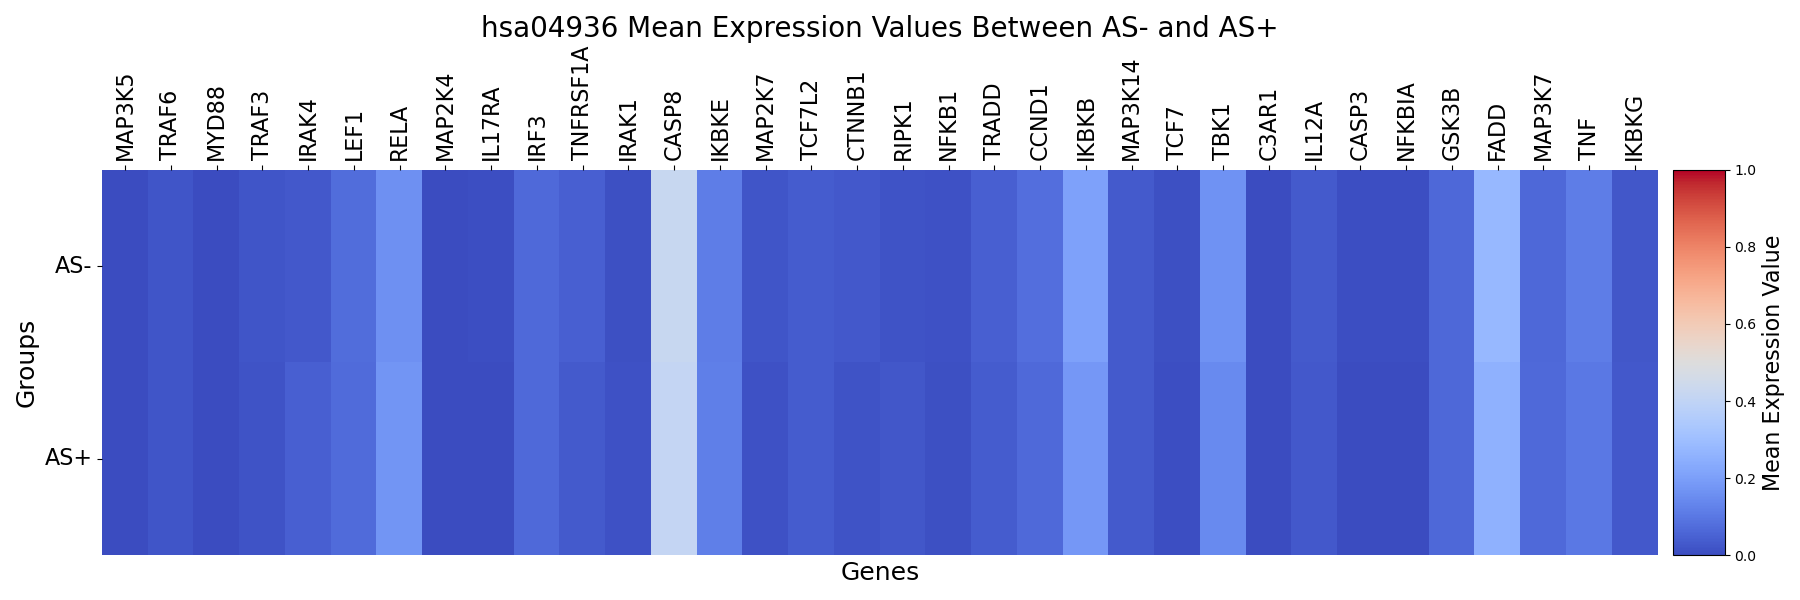 hsa04936 Mean Expression Values Between AS- and AS+
MAP3K5
TRAF6
MYD88
TRAF3
IRAK4
LEF1
RELA
MAP2K4
IL17RA
IRF3
TNFRSF1A
IRAK1
CASP8
IKBKE
MAP2K7
TCF7L2
CTNNB1
RIPK1
NFKB1
TRADD
CCND1
IKBKB
MAP3K14
TCF7
TBK1
C3AR1
IL12A
CASP3
NFKBIA
GSK3B
FADD
MAP3K7
TNF
IKBKG
Groups
AS-
AS+
Genes
1.0
0.8
0.6
0.4
0.2
0.0
Mean Expression Value